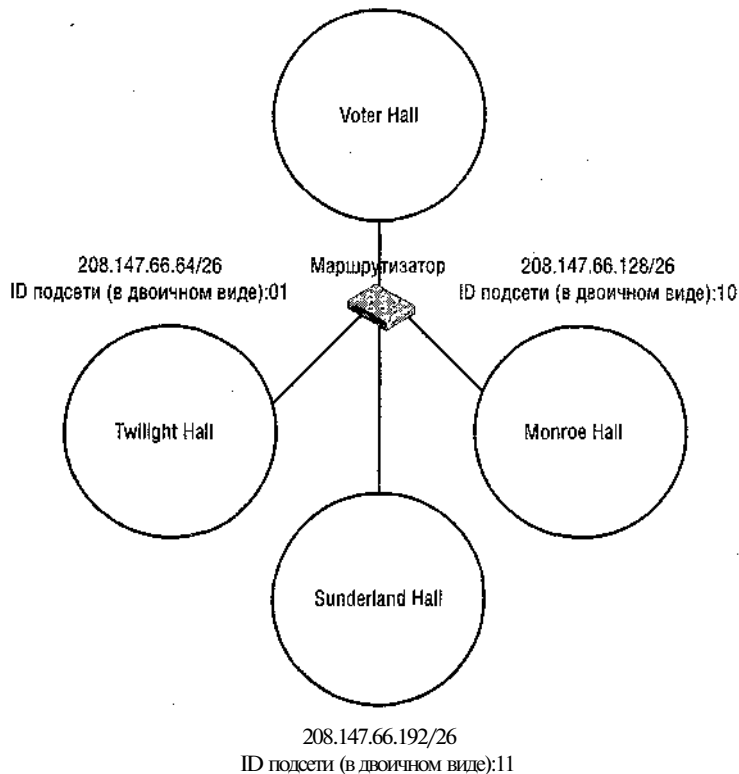 Voter Hall
208.147.66.64/26
ID подсети (в двоичном виде):01
Маршрутизатор
208.147.66.128/26
ID подсети (в двоичном виде):10
Twilight Hall
Monroe Hall
Sunderland Hall
208.147.66.192/26
ID подсети (в двоичном виде):11